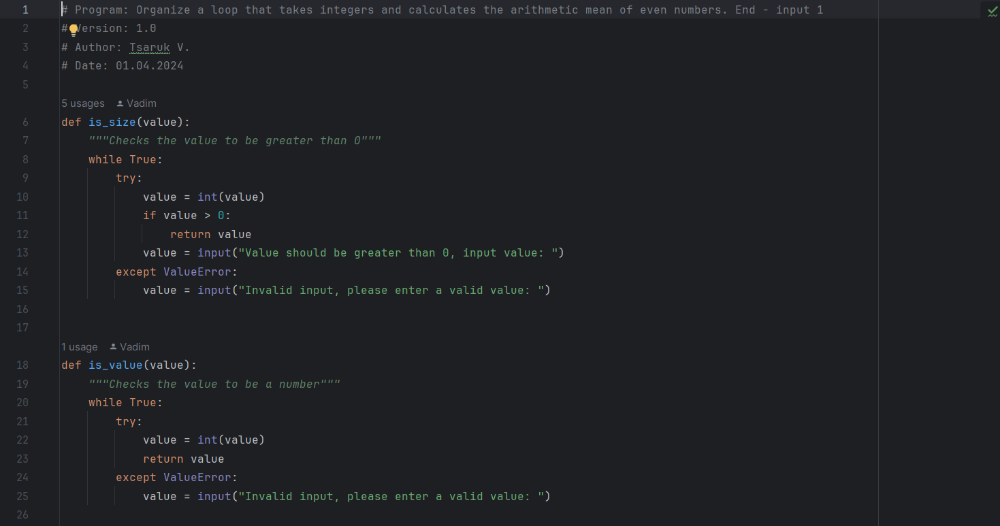 1 # Program: Organize a loop that takes integers and calculates the arithmetic mean of even numbers. End - input 1
2 # Version: 1.0
3 # Author: Tsaruk V.
4 # Date: 01.04.2024
5
5 usages Vadim
6 def is_size(value):
7     """Checks the value to be greater than 0"""
8     while True:
9         try:
10             value = int(value)
11             if value > 0:
12                 return value
13             value = input("Value should be greater than 0, input value: ")
14         except ValueError:
15             value = input("Invalid input, please enter a valid value: ")
16
17
1 usage Vadim
18 def is_value(value):
19     """Checks the value to be a number"""
20     while True:
21         try:
22             value = int(value)
23             return value
24         except ValueError:
25             value = input("Invalid input, please enter a valid value: ")
26